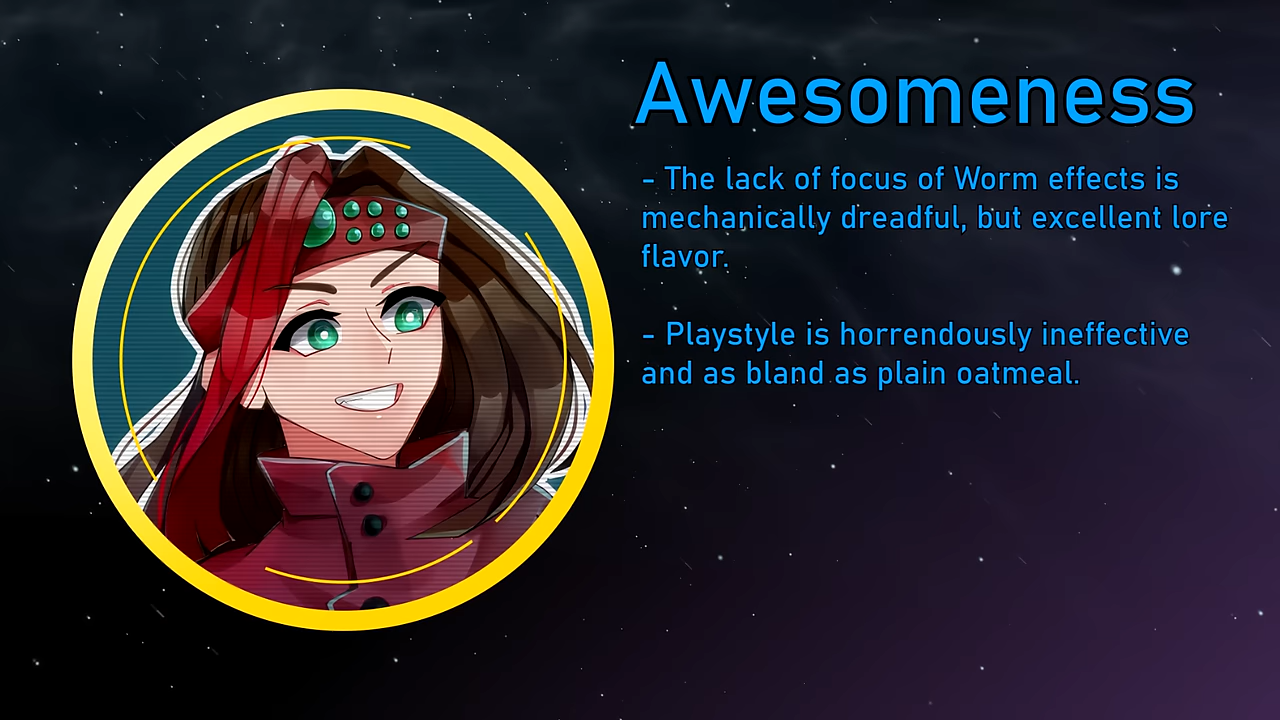 Awesomeness
- The lack of focus of Worm effects is
mechanically dreadful, but excellent lore
flavor.
- Playstyle is horrendously ineffective
and as bland as plain oatmeal.